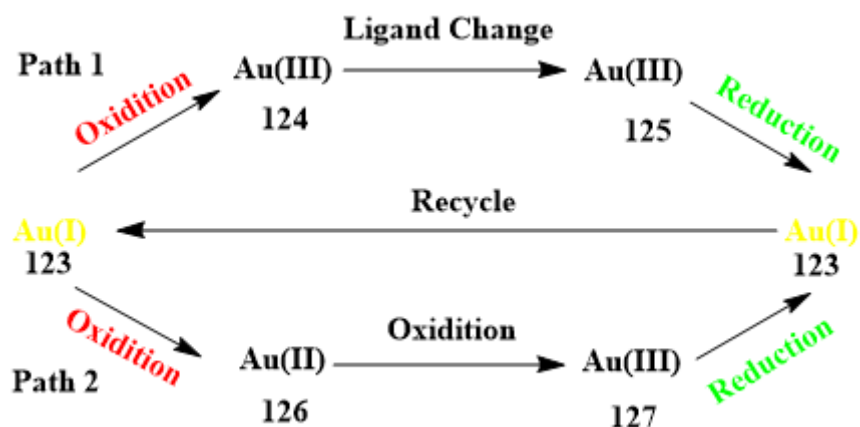 Ligand Change
Path 1
Oxidition
Au(III)
Au(III)
Reduction
124
125
Recycle
Au(I)
Au(I)
123
123
Oxidition
Oxidition
Reduction
Path 2
Au(II)
Au(III)
126
127